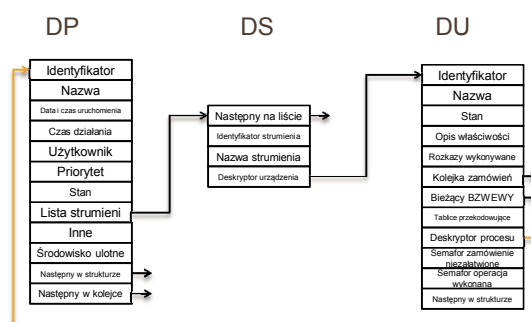 DP
DS
DU
Identyfikator
Nazwa
Data i czas uruchomienia
Czas działania
Użytkownik
Priorytet
Stan
Lista strumieni
Inne
Środowisko ulotne
Następny w strukturze
Następny w kolejce
Następny na liście
Identyfikator strumienia
Nazwa strumienia
Deskryptor urządzenia
Identyfikator
Nazwa
Stan
Opis właściwości
Rozkazy wykonywane
Kolejka zamówień
Bieżący BZWEWY
Tablice przekodowujące
Deskryptor procesu
Semafor zamówienie
niezałatwione
Semafor operacja
wykonana
Następny w strukturze